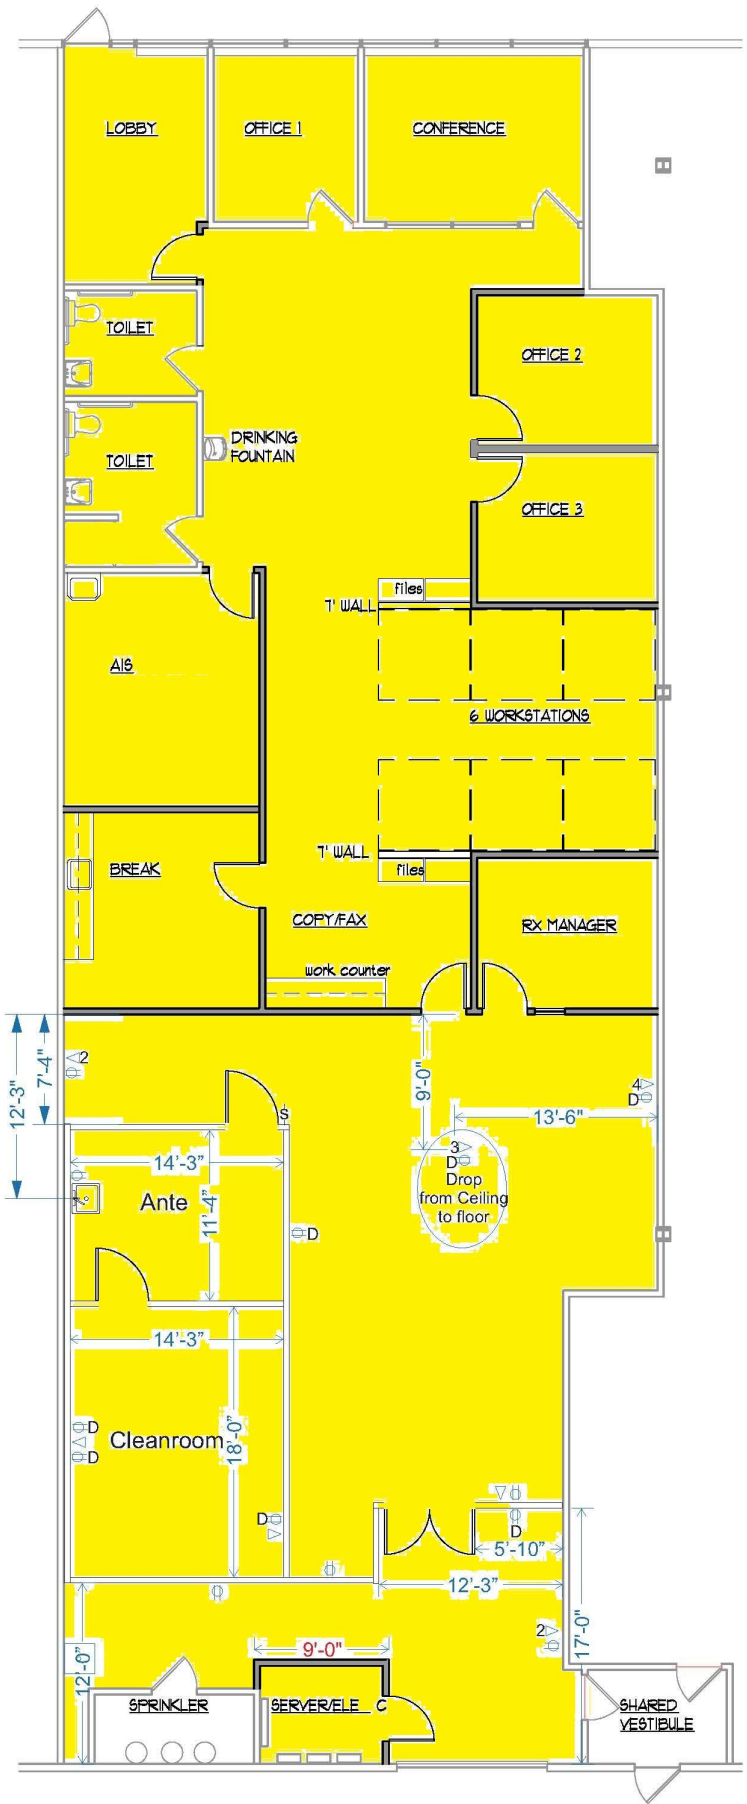 LOBBY
OFFICE 1
CONFERENCE
TOILET
OFFICE 2
DRINKING
FOUNTAIN
TOILET
OFFICE 3
files
7' WALL
AIS
6 WORKSTATIONS
7' WALL
files
BREAK
COPY/FAX
RX MANAGER
work counter
12'-3"
7'-4"
2
9'-0"
4
D
S
13'-6"
14'-3"
3
D
Drop
from Ceiling
to floor
Ante
11'-4"
D
14'-3"
D
Cleanroom
18'-0"
D
D
D
5'-10"
12'-3"
12'-0"
2
17'-0"
9'-0"
SPRINKLER
SERVER/ELE C
SHARED
VESTIBULE